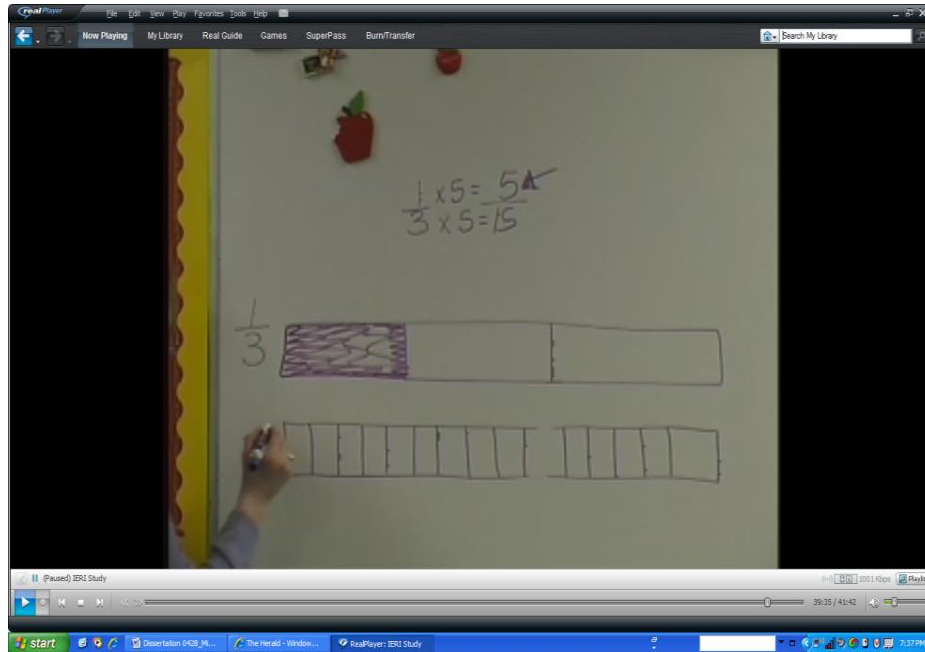 realPlayer File Edit View Play Favorites Tools Help
Now Playing My Library Real Guide Games SuperPass Burn/Transfer Search My Library
1/3 x 5 = 5
3 x 5 = 15
1/3
(Paused) IERI Study 1001 Kbps Playlis
39:35 / 41:42
start Dissertation 0428_Mi... The Herald - Window... RealPlayer: IERI Study 7:37 PM